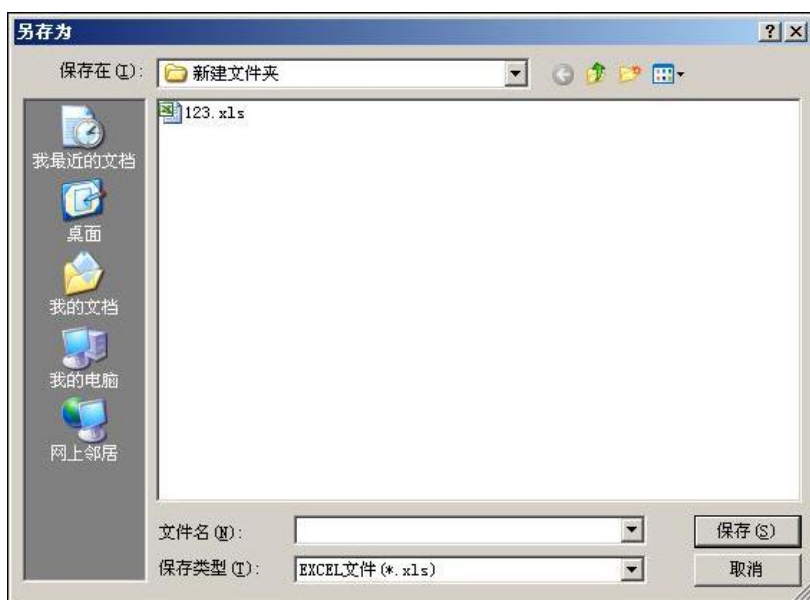 另存为
保存在(I):
新建文件夹
123.xls
我最近的文档
桌面
我的文档
我的电脑
网上邻居
文件名(N):
保存(S)
保存类型(T):
EXCEL文件(*.xls)
取消